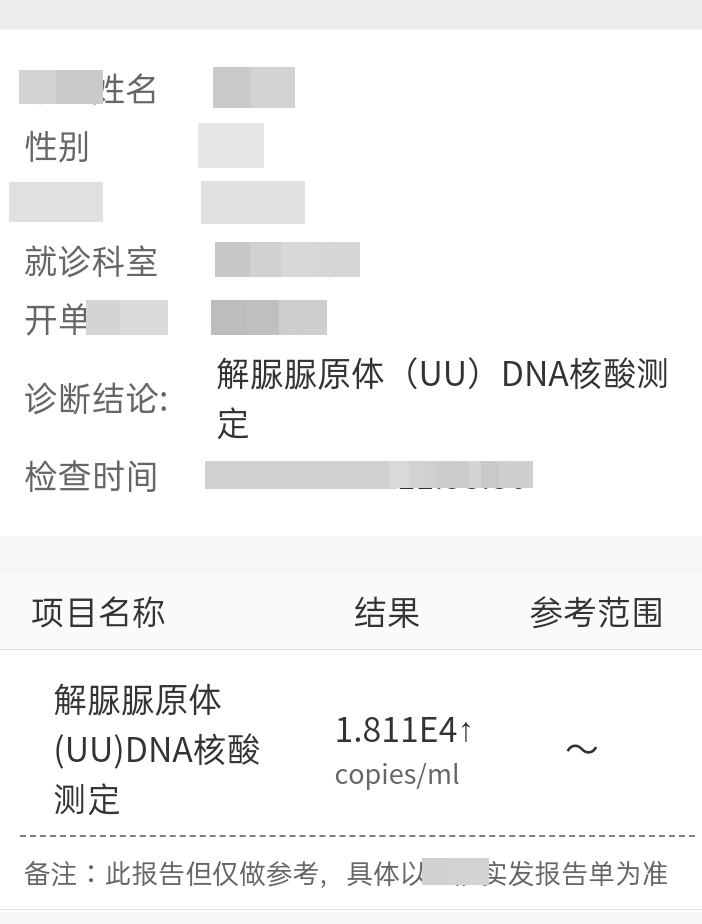 姓名
性别
就诊科室
开单
诊断结论:
解脲脲原体（UU）DNA核酸测
定
检查时间
项目名称 结果 参考范围
解脲脲原体
(UU)DNA核酸
测定
1.811E4↑
copies/ml
～
备注：此报告但仅做参考，具体以实发报告单为准